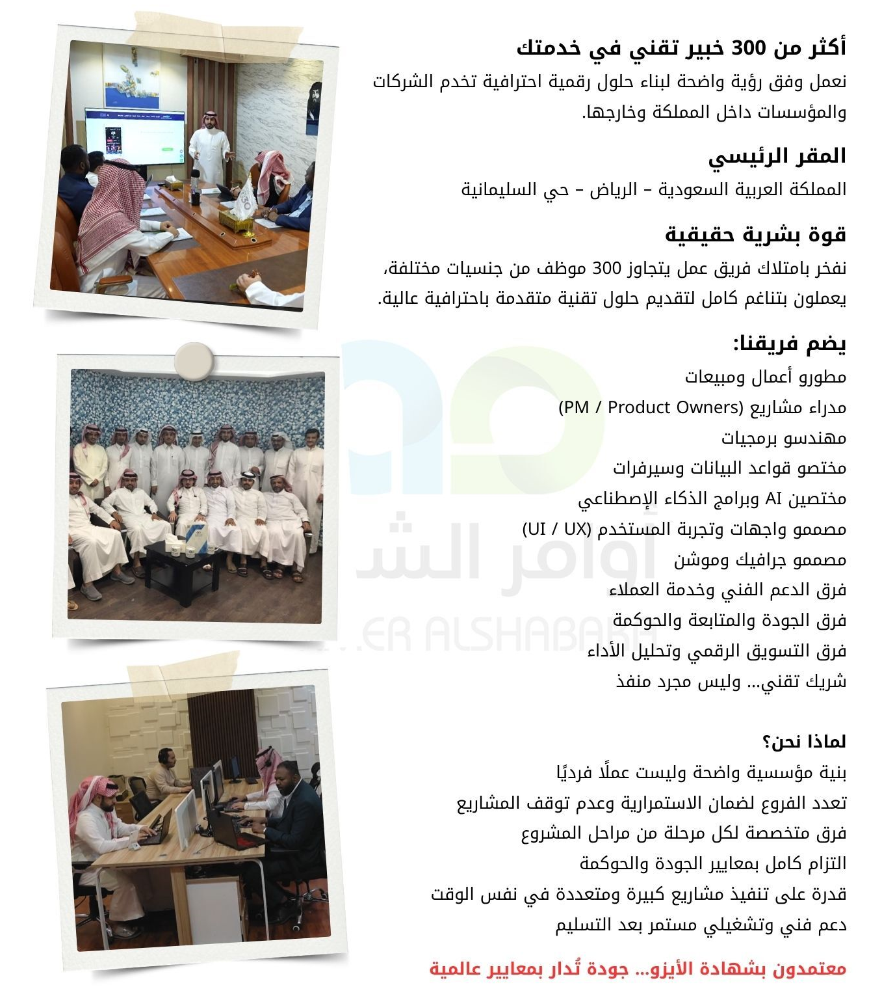 أكثر من 300 خبير تقني في خدمتك
نعمل وفق رؤية واضحة لبناء حلول رقمية احترافية تخدم الشركات
والمؤسسات داخل المملكة وخارجها.
المقر الرئيسي
المملكة العربية السعودية – الرياض – حي السليمانية
قوة بشرية حقيقية
نفخر بامتلاك فريق عمل يتجاوز 300 موظف من جنسيات مختلفة،
يعملون بتناغم كامل لتقديم حلول تقنية متقدمة باحترافية عالية.
يضم فريقنا:
مطورو أعمال ومبيعات
مدراء مشاريع (PM / Product Owners)
مهندسو برمجيات
مختصو قواعد البيانات وسيرفرات
مختصين AI وبرامج الذكاء الإصطناعي
مصممو واجهات وتجربة المستخدم (UI / UX)
مصممو جرافيك وموشن
فرق الدعم الفني وخدمة العملاء
فرق الجودة والمتابعة والحوكمة
فرق التسويق الرقمي وتحليل الأداء
شريك تقني... وليس مجرد منفذ
لماذا نحن؟
بنية مؤسسية واضحة وليست عملًا فرديًا
تعدد الفروع لضمان الاستمرارية وعدم توقف المشاريع
فرق متخصصة لكل مرحلة من مراحل المشروع
التزام كامل بمعايير الجودة والحوكمة
قدرة على تنفيذ مشاريع كبيرة ومتعددة في نفس الوقت
دعم فني وتشغيلي مستمر بعد التسليم
معتمدون بشهادة الأيزو... جودة تُدار بمعايير عالمية
أوامر الش
ER ALSHABAKA